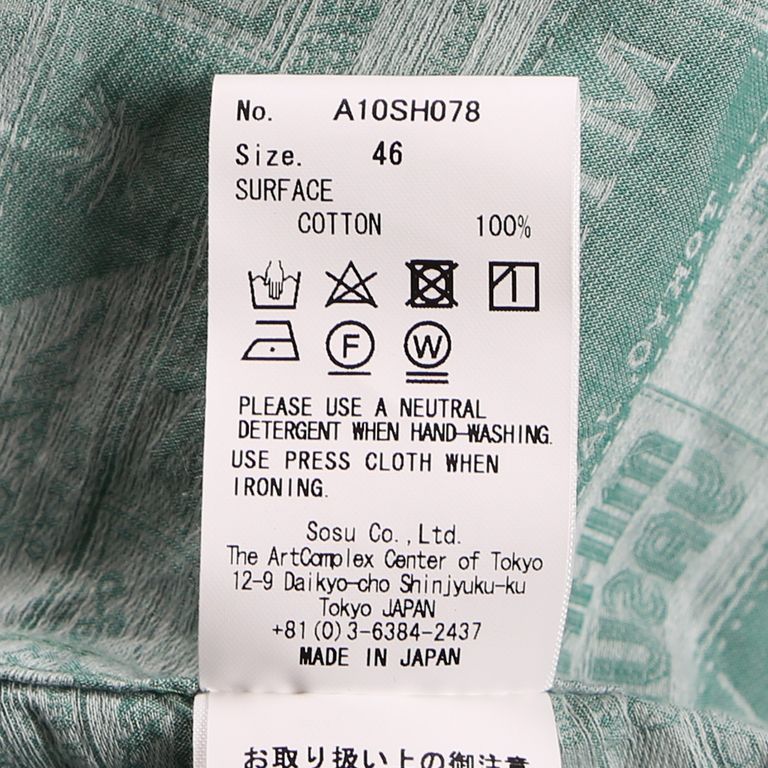 No. A10SH078
Size. 46
SURFACE
COTTON 100%
F W
PLEASE USE A NEUTRAL
DETERGENT WHEN HAND-WASHING.
USE PRESS CLOTH WHEN
IRONING.
Sosu Co.,Ltd.
The ArtComplex Center of Tokyo
12-9 Daikyo-cho Shinjyuku-ku
Tokyo JAPAN
+81(0)3-6384-2437
MADE IN JAPAN
お取り扱い上の御注意